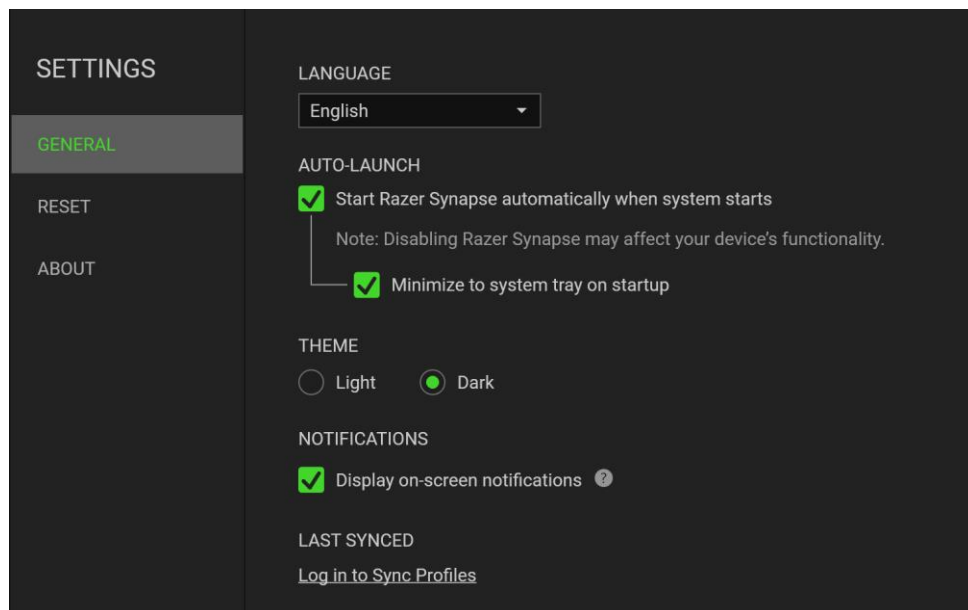 SETTINGS
GENERAL
RESET
ABOUT
LANGUAGE
English
AUTO-LAUNCH
Start Razer Synapse automatically when system starts
Note: Disabling Razer Synapse may affect your device’s functionality.
Minimize to system tray on startup
THEME
Light Dark
NOTIFICATIONS
Display on-screen notifications ?
LAST SYNCED
Log in to Sync Profiles